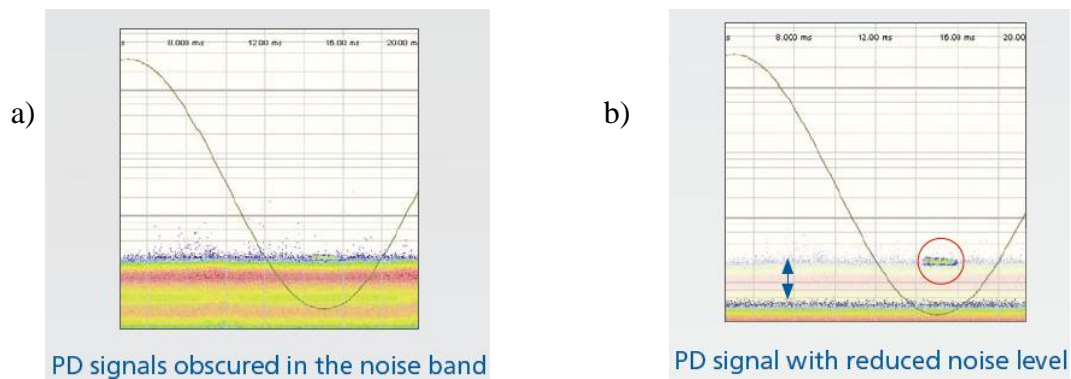 a)
s 8.000 ms 12.00 ms 16.00 ms 20.00 m
PD signals obscured in the noise band
b)
8.000 ms 12.00 ms 16.00 ms 20.00
PD signal with reduced noise level